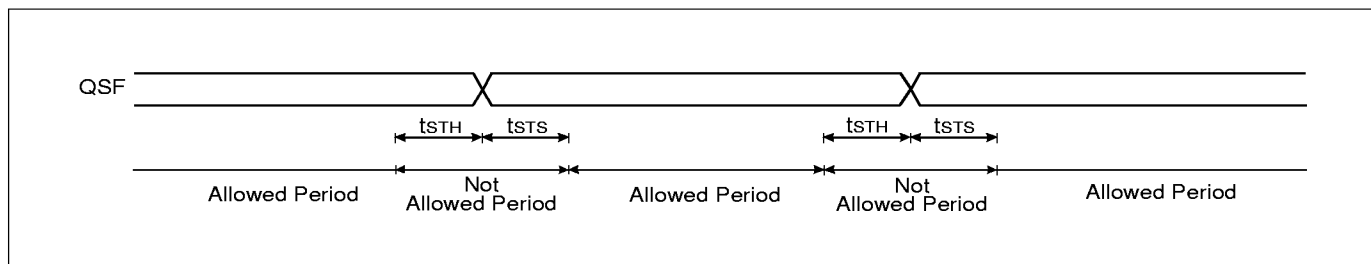 QSF
tSTH tSTS tSTH tSTS
Allowed Period Not Allowed Period Allowed Period Not Allowed Period Allowed Period